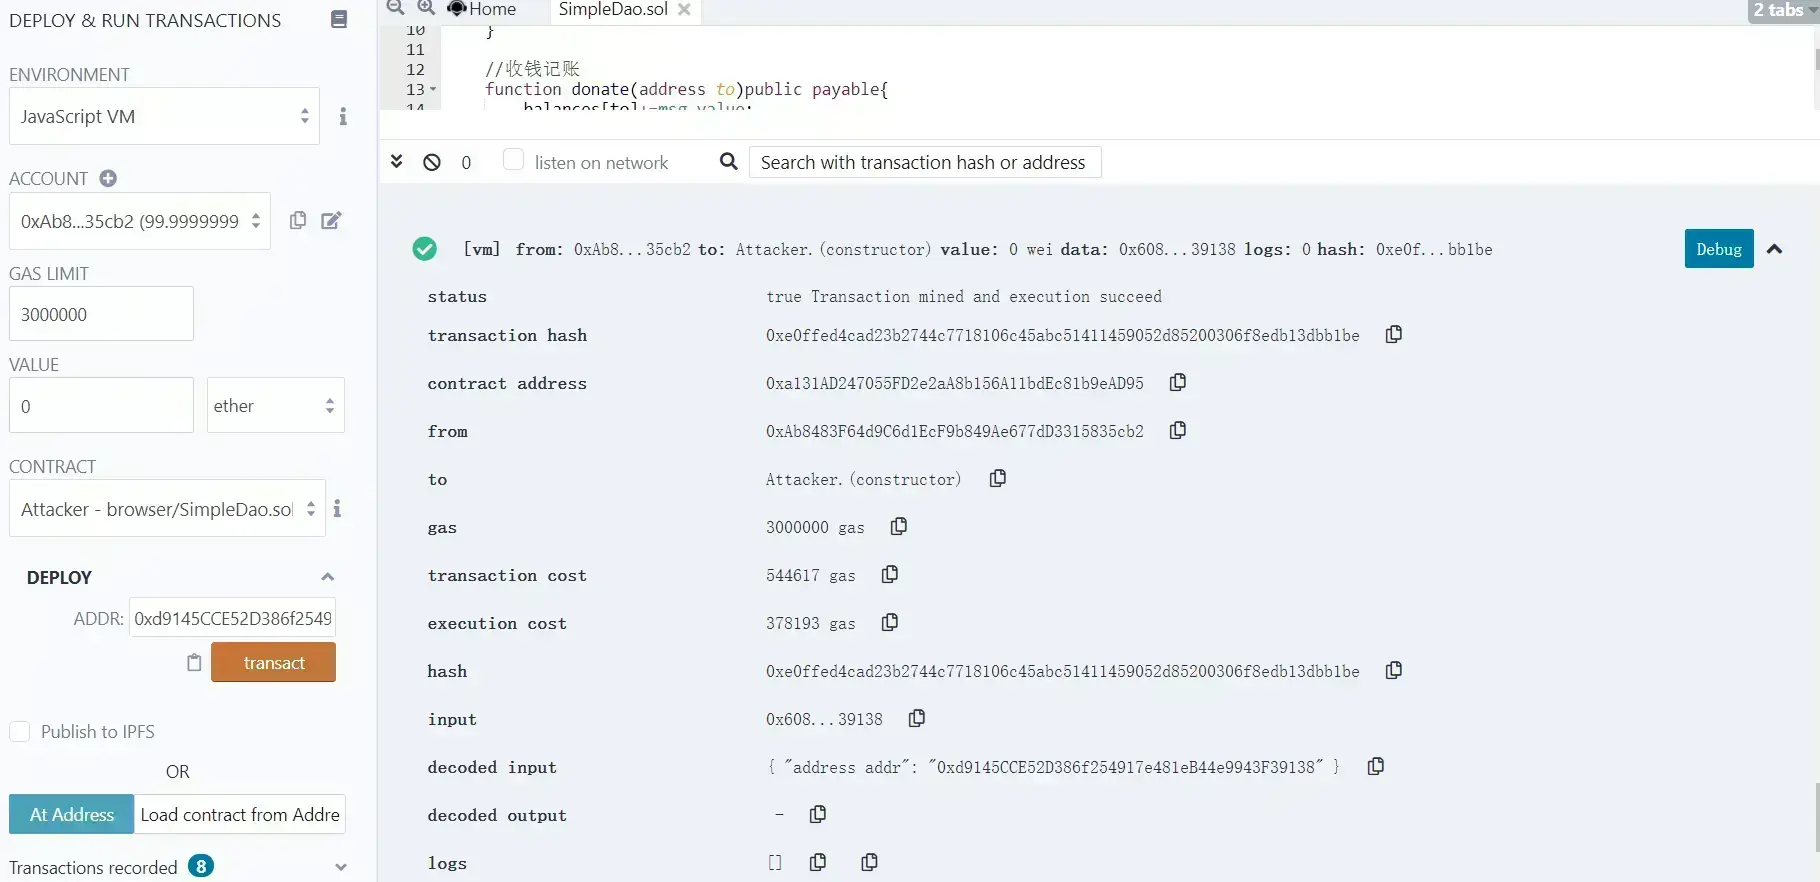 DEPLOY & RUN TRANSACTIONS
ENVIRONMENT
JavaScript VM
ACCOUNT
0xAb8...35cb2 (99.9999999
GAS LIMIT
3000000
VALUE
0
ether
CONTRACT
Attacker - browser/SimpleDao.sol
DEPLOY
ADDR: 0xd9145CCE52D386f2549
transact
Publish to IPFS
OR
At Address Load contract from Addre
Transactions recorded 8
Home SimpleDao.sol 2 tabs
10 }
11
12 //收钱记账
13 function donate(address to)public payable{
14 balances[to]+=msg.value;
0 listen on network Search with transaction hash or address
[vm] from: 0xAb8...35cb2 to: Attacker.(constructor) value: 0 wei data: 0x608...39138 logs: 0 hash: 0xe0f...bb1be Debug
status true Transaction mined and execution succeed
transaction hash 0xe0ffed4cad23b2744c7718106c45abc51411459052d85200306f8edb13dbb1be
contract address 0xa131AD247055FD2e2aA8b156A11bdEc81b9eAD95
from 0xAb8483F64d9C6d1EcF9b849Ae677dD3315835cb2
to Attacker.(constructor)
gas 3000000 gas
transaction cost 544617 gas
execution cost 378193 gas
hash 0xe0ffed4cad23b2744c7718106c45abc51411459052d85200306f8edb13dbb1be
input 0x608...39138
decoded input { "address addr": "0xd9145CCE52D386f254917e481eB44e9943F39138" }
decoded output -
logs []